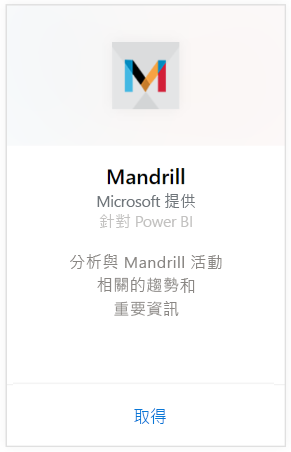 Mandrill
Microsoft 提供
針對 Power BI
分析與 Mandrill 活動
相關的趨勢和
重要資訊
取得